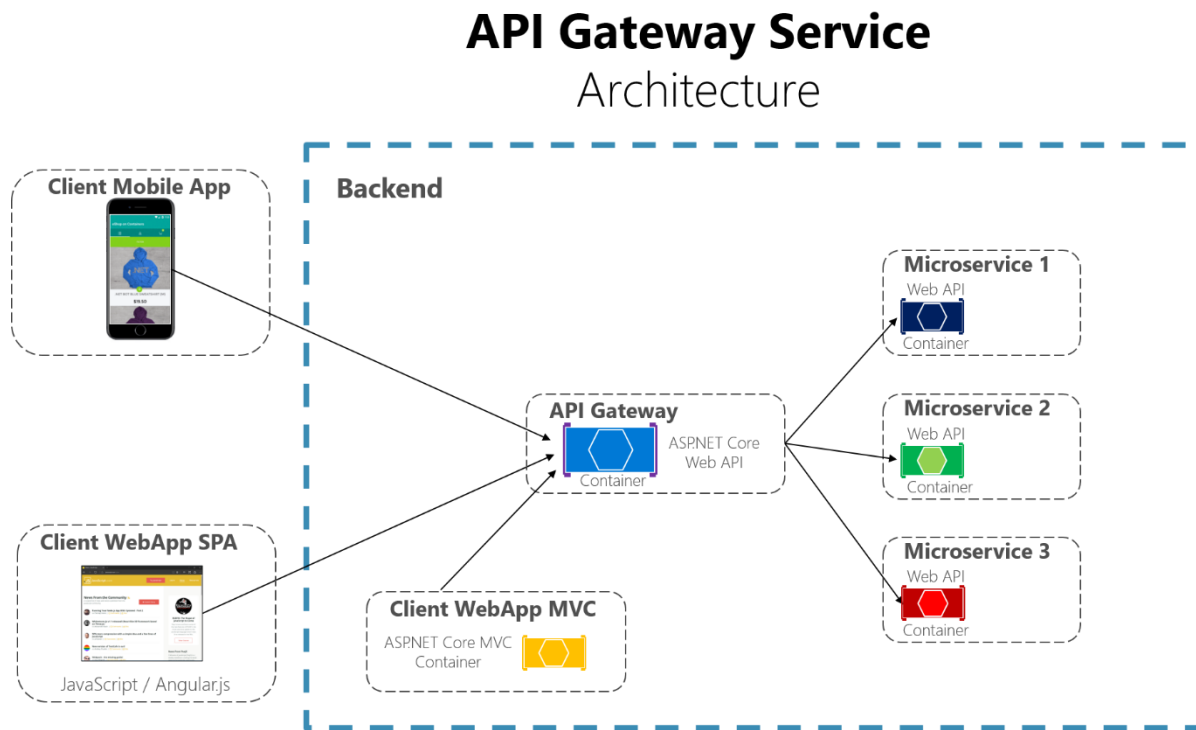 API Gateway Service
Architecture
Client Mobile App
Backend
Microservice 1
Web API
Container
API Gateway
ASP.NET Core
Web API
Container
Microservice 2
Web API
Container
Client WebApp SPA
JavaScript / Angular.js
Client WebApp MVC
ASP.NET Core MVC
Container
Microservice 3
Web API
Container